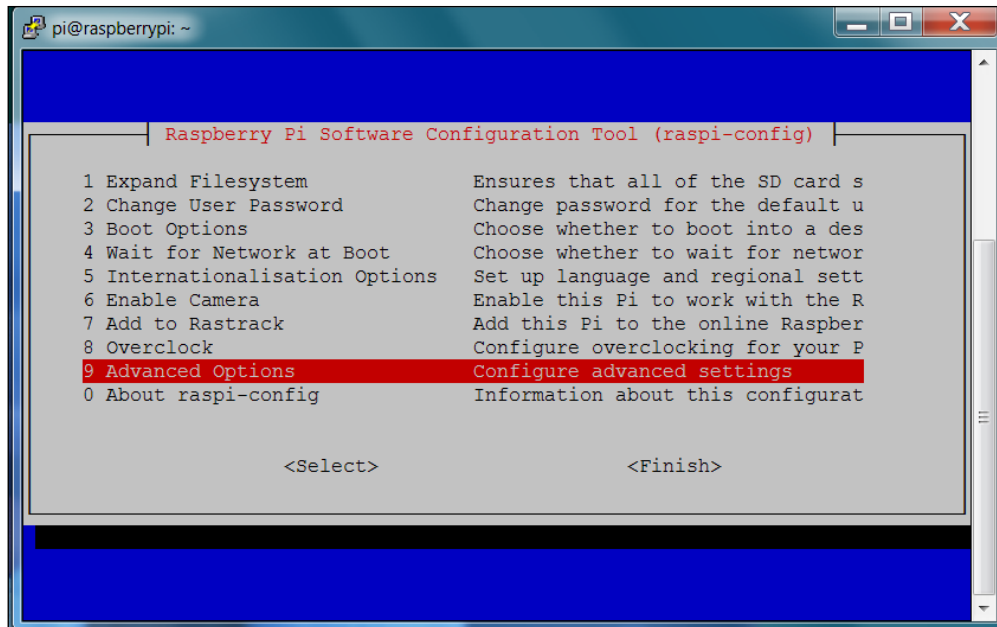 pi@raspberrypi: ~
Raspberry Pi Software Configuration Tool (raspi-config)
1 Expand Filesystem Ensures that all of the SD card s
2 Change User Password Change password for the default u
3 Boot Options Choose whether to boot into a des
4 Wait for Network at Boot Choose whether to wait for networ
5 Internationalisation Options Set up language and regional sett
6 Enable Camera Enable this Pi to work with the R
7 Add to Rastrack Add this Pi to the online Raspber
8 Overclock Configure overclocking for your P
9 Advanced Options Configure advanced settings
0 About raspi-config Information about this configurat
<Select> <Finish>